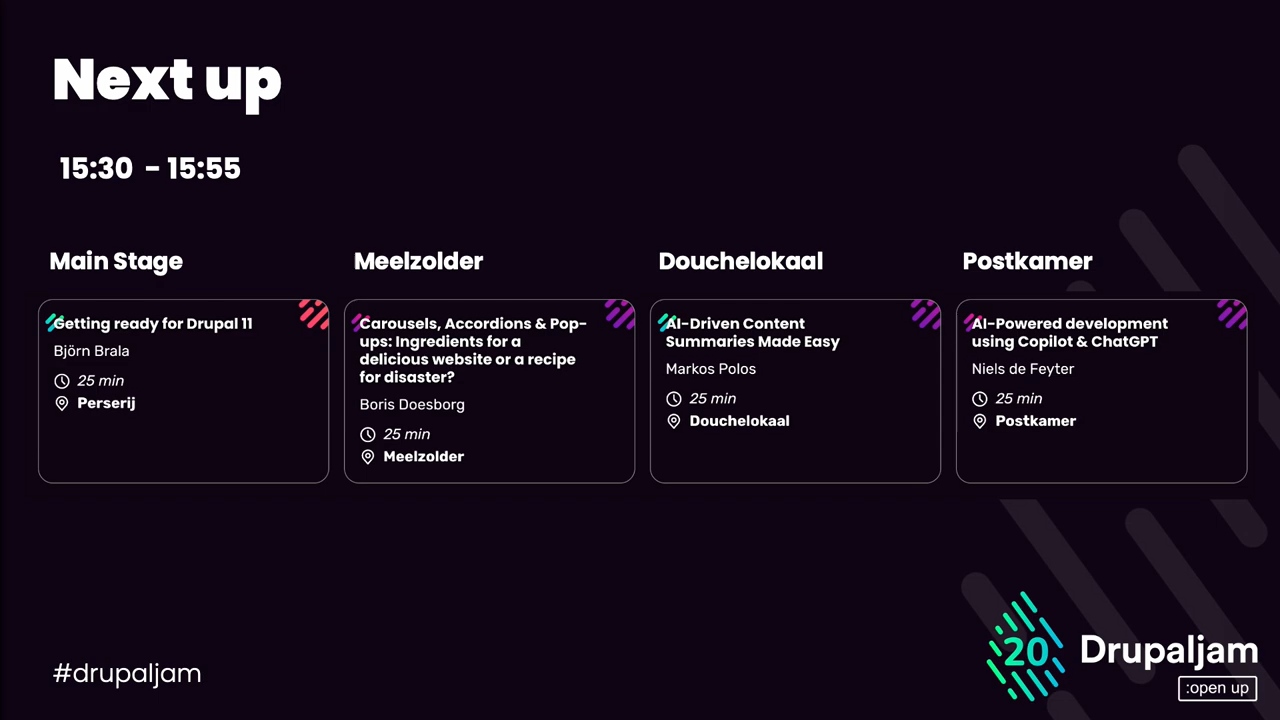 Next up
15:30 - 15:55
Main Stage
Getting ready for Drupal 11
Björn Brala
25 min
Perserij
Meelzolder
Carousels, Accordions & Pop-
ups: Ingredients for a
delicious website or a recipe
for disaster?
Boris Doesborg
25 min
Meelzolder
Douchelokaal
AI-Driven Content
Summaries Made Easy
Markos Polos
25 min
Douchelokaal
Postkamer
AI-Powered development
using Copilot & ChatGPT
Niels de Feyter
25 min
Postkamer
#drupaljam
20
Drupaljam
:open up